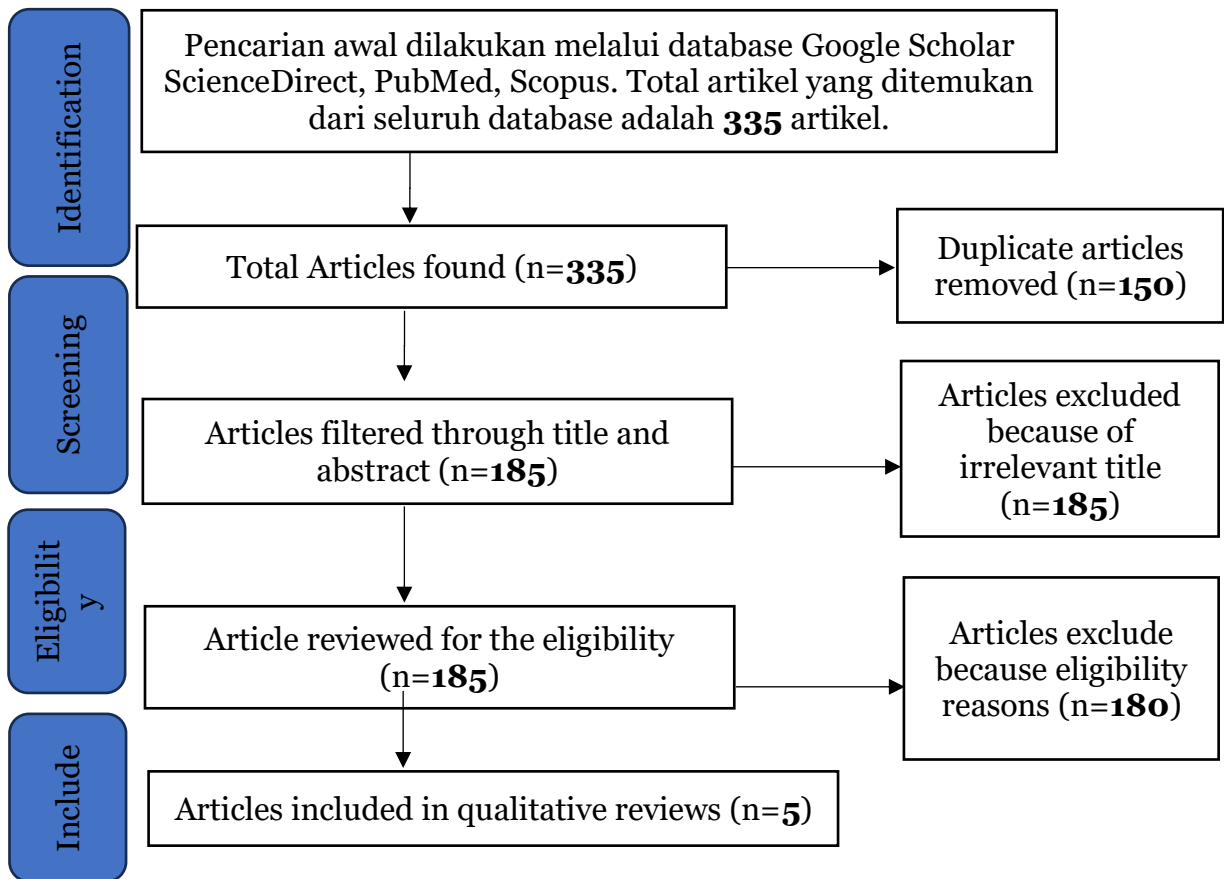 Identification
Pencarian awal dilakukan melalui database Google Scholar
ScienceDirect, PubMed, Scopus. Total artikel yang ditemukan
dari seluruh database adalah 335 artikel.
Total Articles found (n=335)
Duplicate articles
removed (n=150)
Screening
Articles filtered through title and
abstract (n=185)
Articles excluded
because of
irrelevant title
(n=185)
Eligibilit
y
Article reviewed for the eligibility
(n=185)
Articles exclude
because eligibility
reasons (n=180)
Include
Articles included in qualitative reviews (n=5)